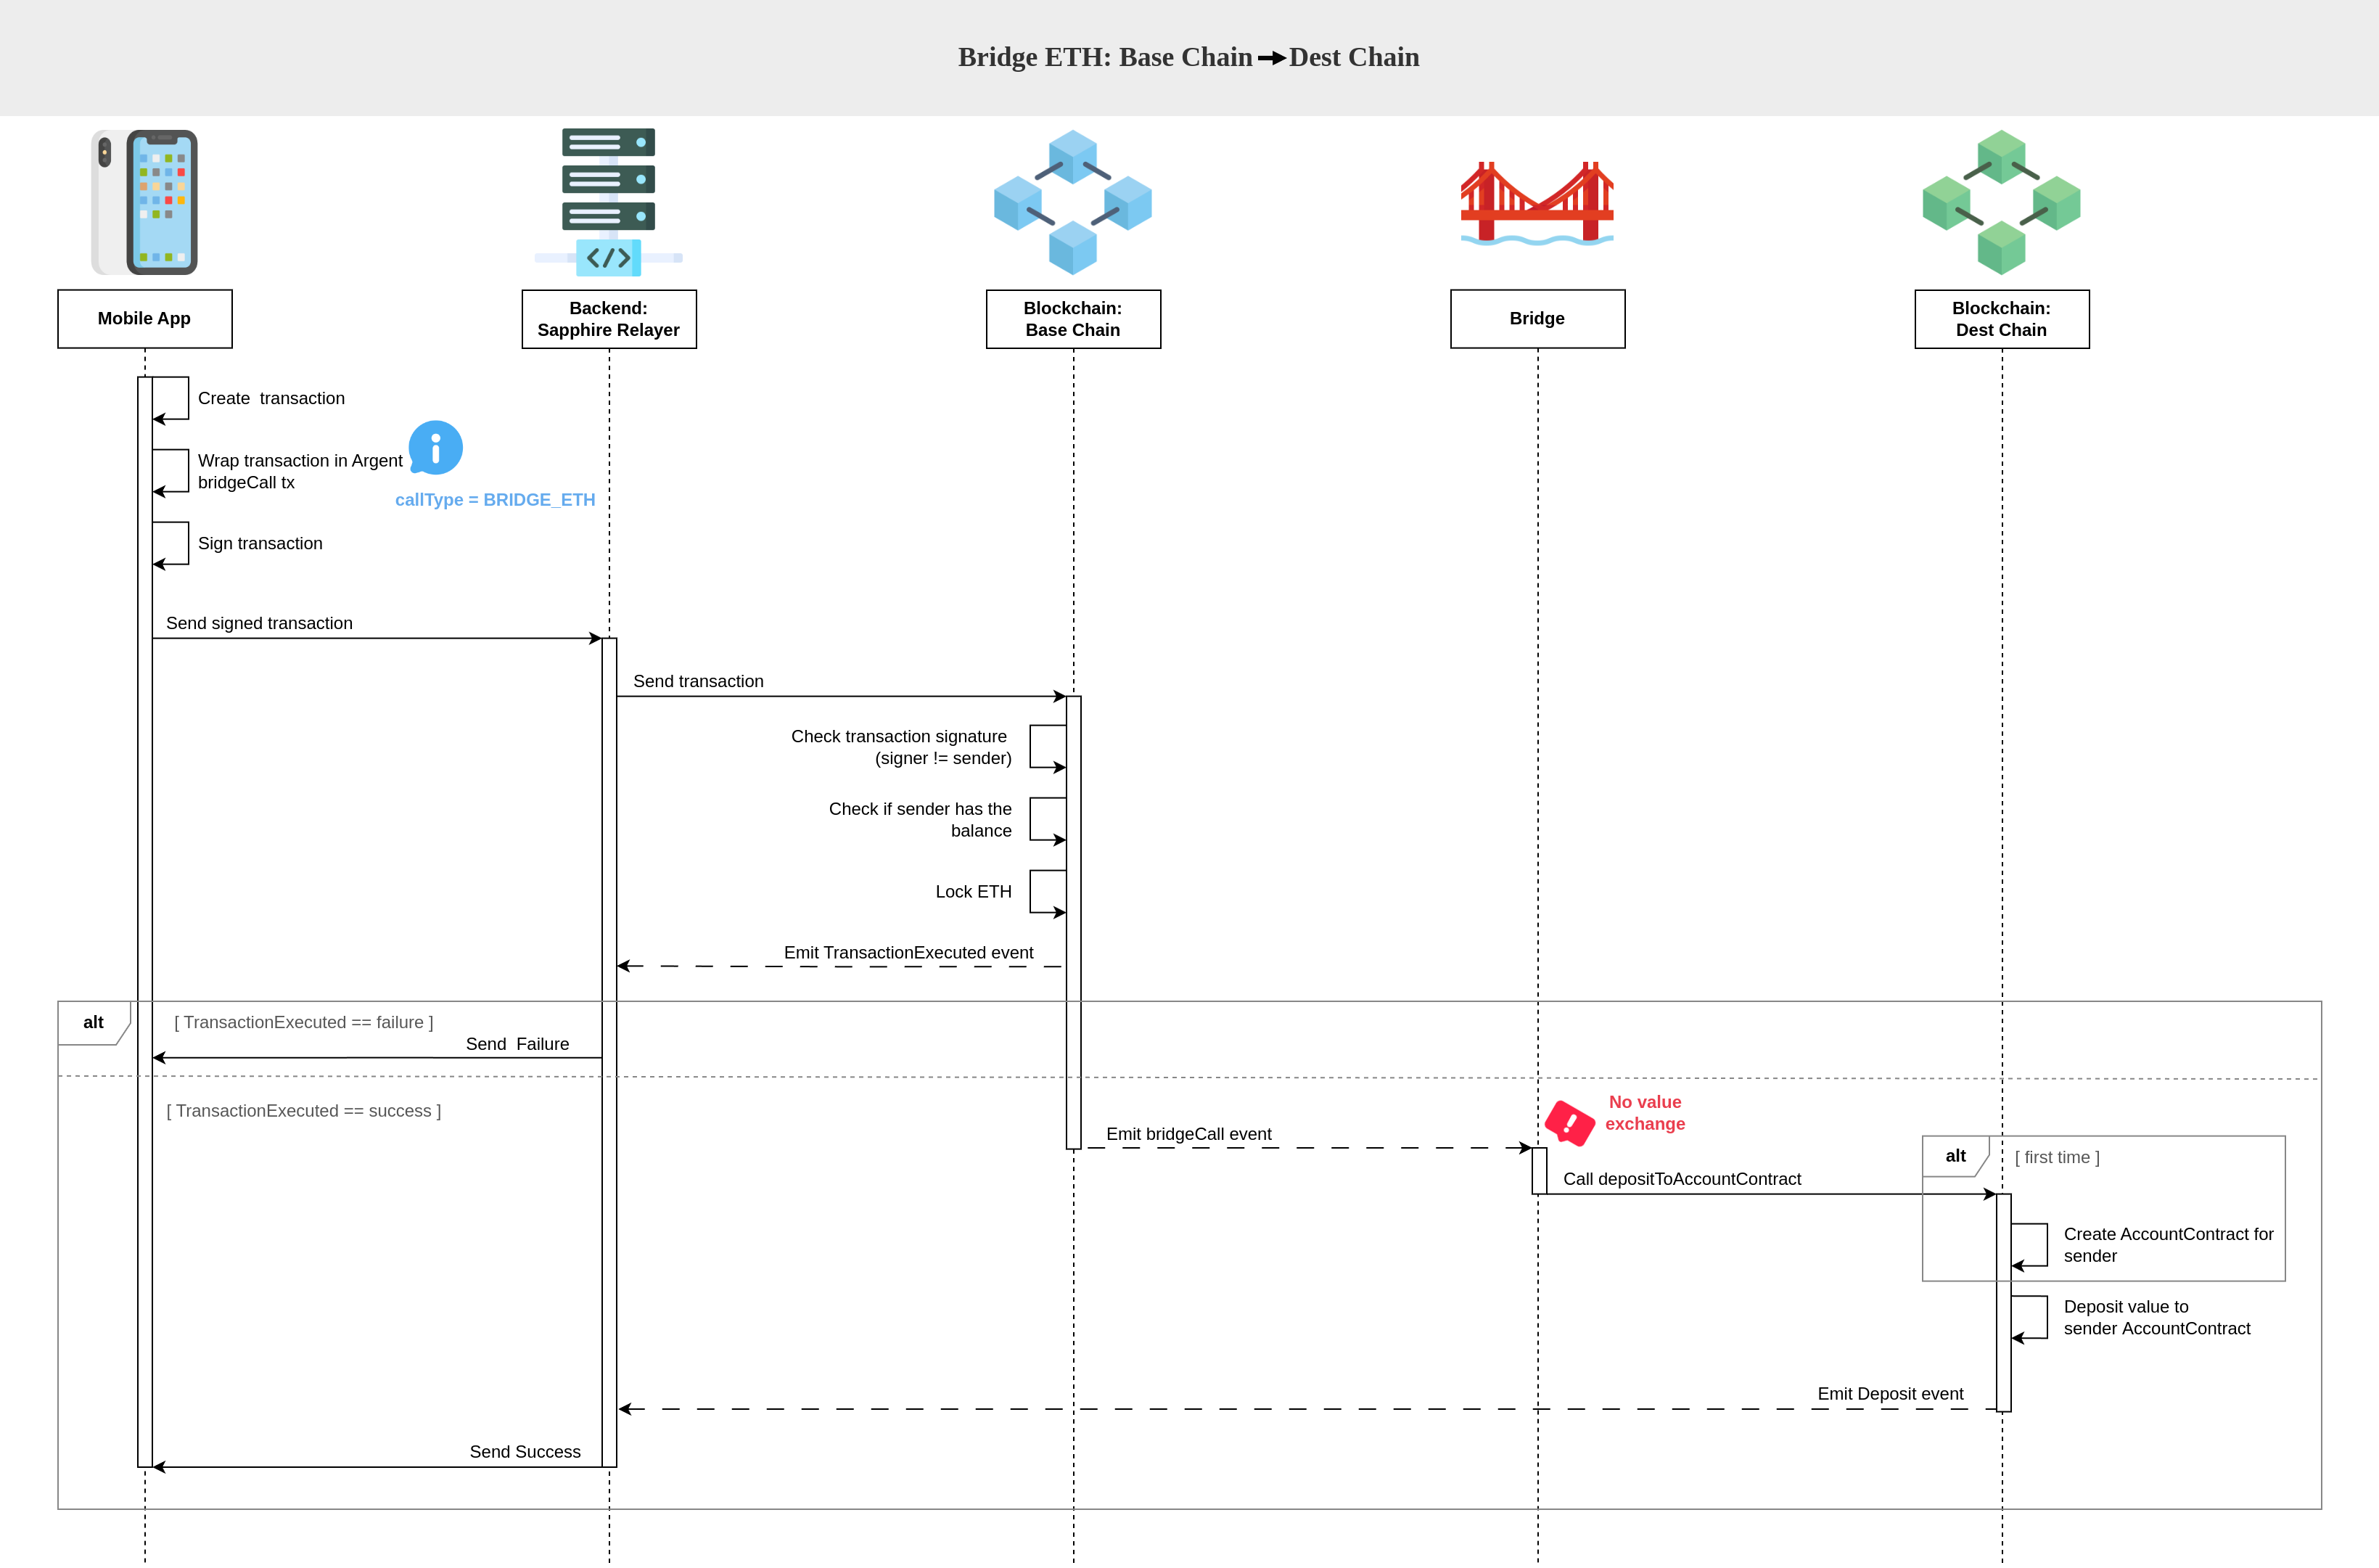 Bridge ETH: Base Chain Dest Chain
Mobile App
Backend:
Sapphire Relayer
Blockchain:
Base Chain
Bridge
Blockchain:
Dest Chain
Create  transaction
Wrap transaction in Argent
bridgeCall tx
callType = BRIDGE_ETH
Sign transaction
Send signed transaction
Send transaction
Check transaction signature
(signer != sender)
Check if sender has the
balance
Lock ETH
Emit TransactionExecuted event
alt
[ TransactionExecuted == failure ]
Send  Failure
[ TransactionExecuted == success ]
No value
exchange
Emit bridgeCall event
alt
[ first time ]
Call depositToAccountContract
Create AccountContract for
sender
Deposit value to
sender AccountContract
Emit Deposit event
Send Success